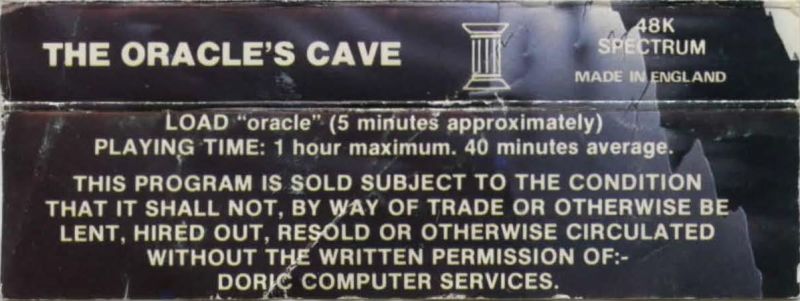 THE ORACLE'S CAVE
48K
SPECTRUM
MADE IN ENGLAND
LOAD "oracle" (5 minutes approximately)
PLAYING TIME: 1 hour maximum. 40 minutes average.
THIS PROGRAM IS SOLD SUBJECT TO THE CONDITION
THAT IT SHALL NOT, BY WAY OF TRADE OR OTHERWISE BE
LENT, HIRED OUT, RESOLD OR OTHERWISE CIRCULATED
WITHOUT THE WRITTEN PERMISSION OF:-
DORIC COMPUTER SERVICES.